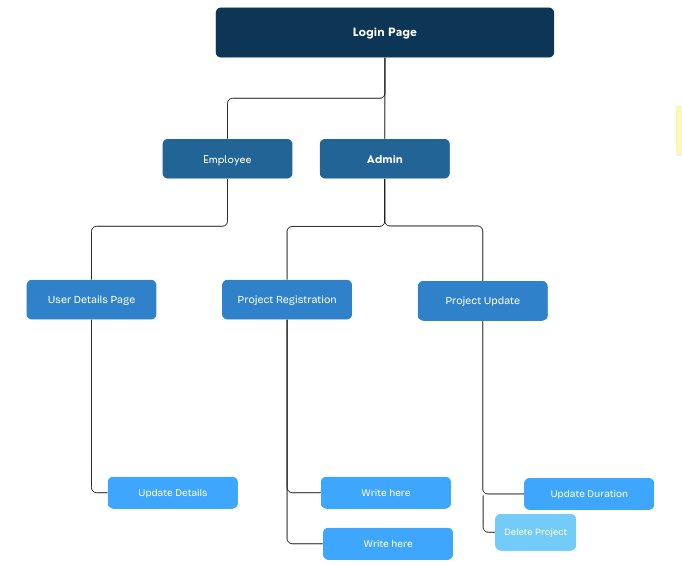 Login Page
Employee
Admin
User Details Page
Project Registration
Project Update
Update Details
Write here
Update Duration
Delete Project
Write here